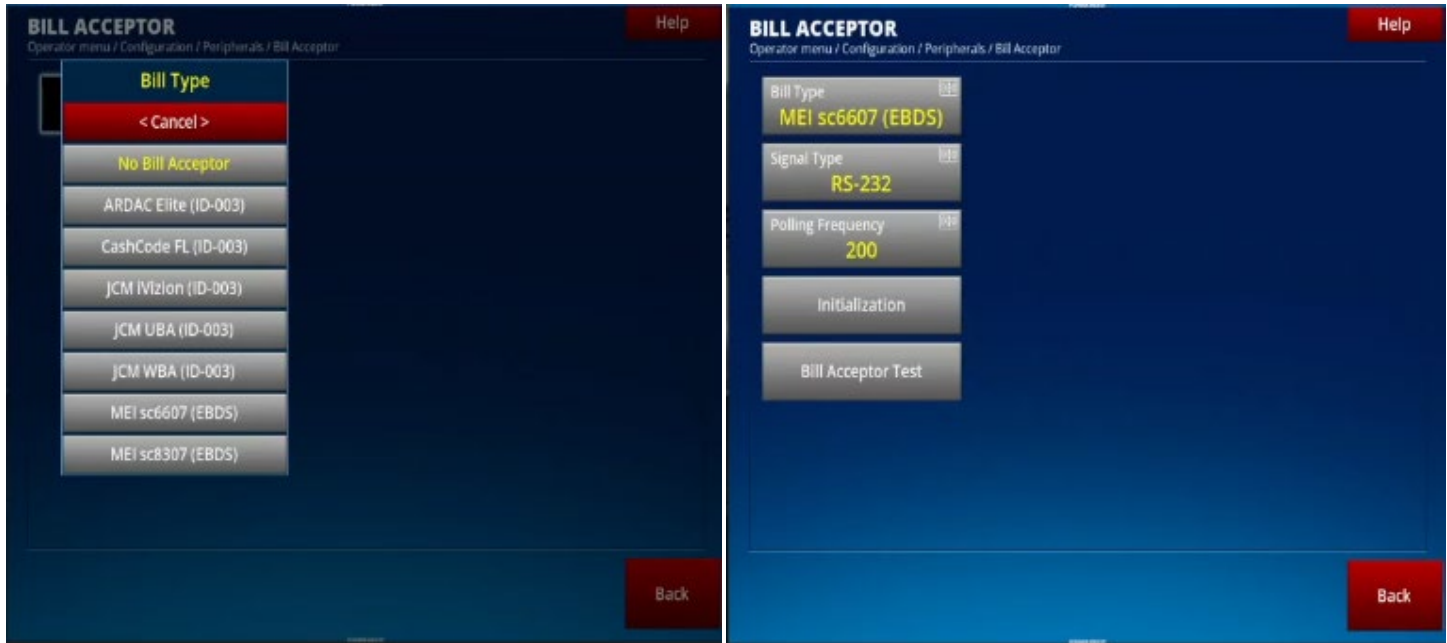 BILL ACCEPTOR
Help
Operator menu / Configuration / Peripherals / Bill Acceptor
Bill Type
< Cancel >
No Bill Acceptor
ARDAC Elite (ID-003)
CashCode FL (ID-003)
JCM iVizion (ID-003)
JCM UBA (ID-003)
JCM WBA (ID-003)
MEI sc6607 (EBDS)
MEI sc8307 (EBDS)
Back
BILL ACCEPTOR
Help
Operator menu / Configuration / Peripherals / Bill Acceptor
Bill Type
MEI sc6607 (EBDS)
Signal Type
RS-232
Polling Frequency
200
Initialization
Bill Acceptor Test
Back